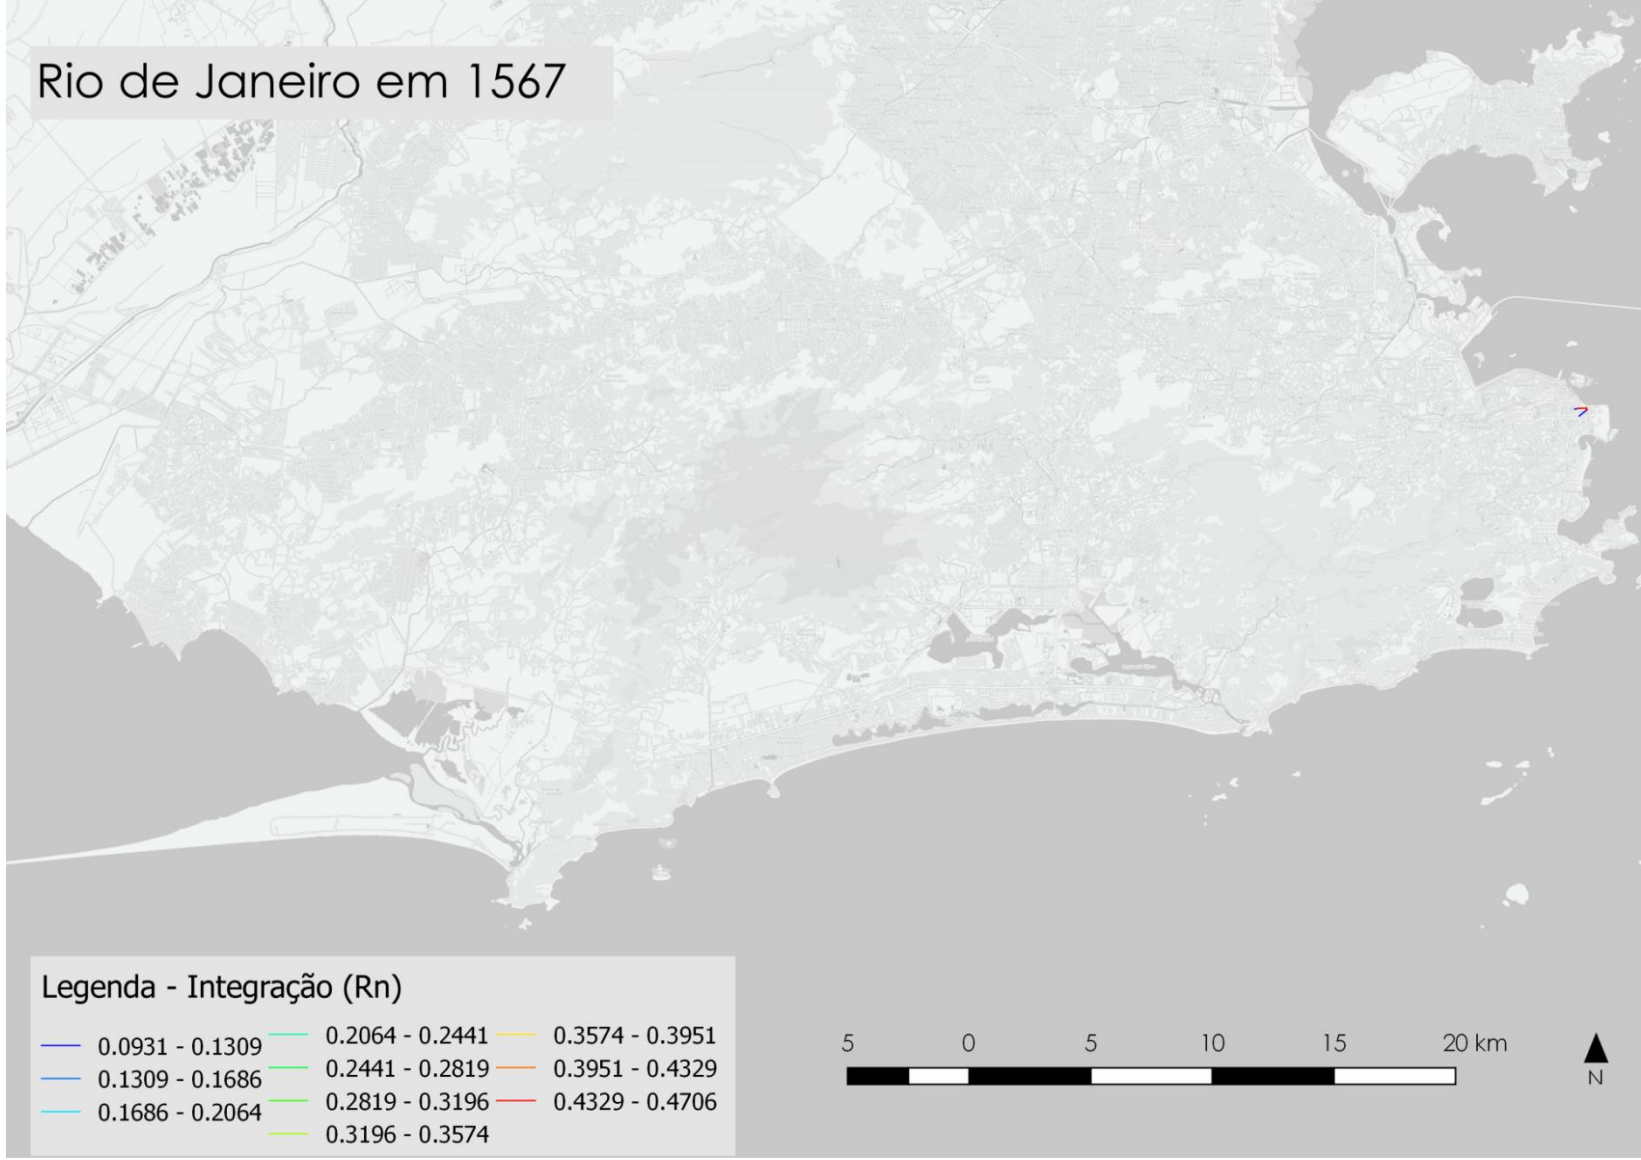 Rio de Janeiro em 1567
Legenda - Integração (Rn)
0.0931 - 0.1309
0.1309 - 0.1686
0.1686 - 0.2064
0.2064 - 0.2441
0.2441 - 0.2819
0.2819 - 0.3196
0.3196 - 0.3574
0.3574 - 0.3951
0.3951 - 0.4329
0.4329 - 0.4706
5 0 5 10 15 20 km
N